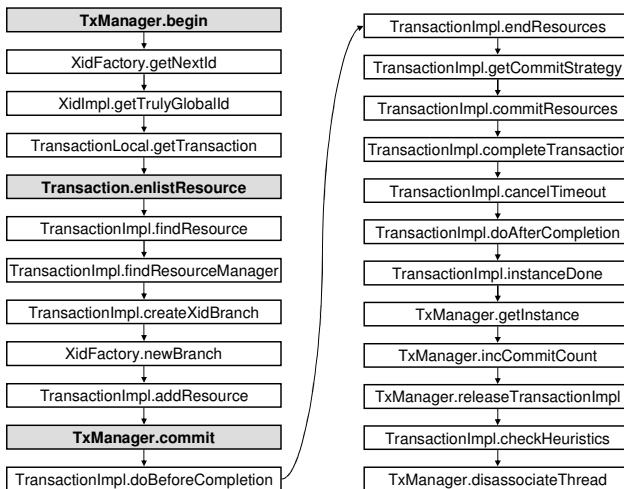 TxManager.begin
XidFactory.getNextId
XidImpl.getTrulyGlobalId
TransactionLocal.getTransaction
Transaction.enlistResource
TransactionImpl.findResource
TransactionImpl.findResourceManager
TransactionImpl.createXidBranch
XidFactory.newBranch
TransactionImpl.addResource
TxManager.commit
TransactionImpl.doBeforeCompletion
TransactionImpl.endResources
TransactionImpl.getCommitStrategy
TransactionImpl.commitResources
TransactionImpl.completeTransaction
TransactionImpl.cancelTimeout
TransactionImpl.doAfterCompletion
TransactionImpl.instanceDone
TxManager.getInstance
TxManager.incCommitCount
TxManager.releaseTransactionImpl
TransactionImpl.checkHeuristics
TxManager.disassociateThread